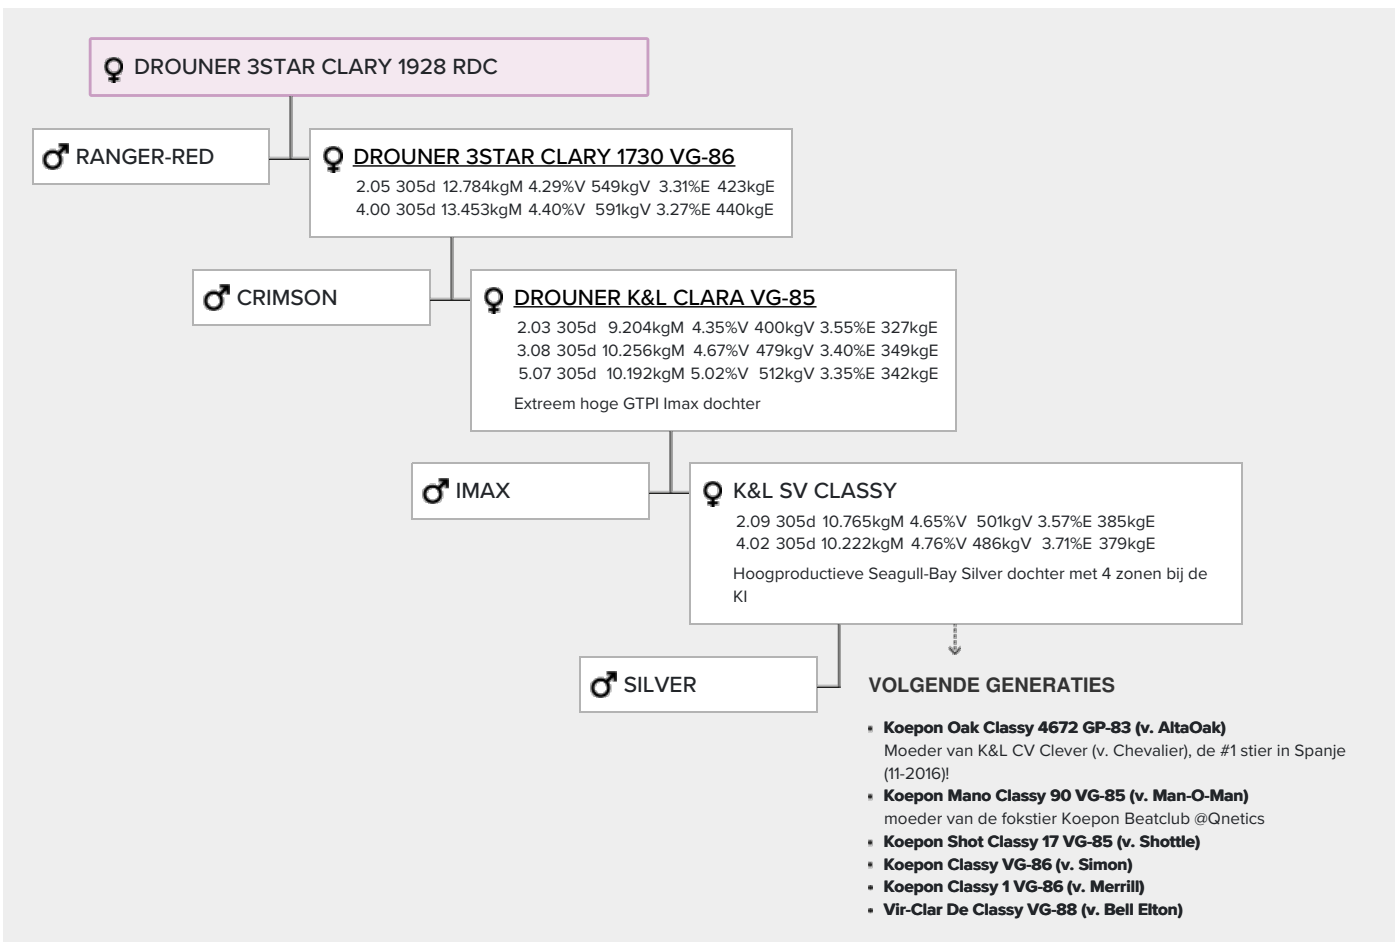 DROUNER 3STAR CLARY 1928 RDC
RANGER-RED
DROUNER 3STAR CLARY 1730 VG-86
2.05 305d 12.784kgM 4.29%V 549kgV 3.31%E 423kgE
4.00 305d 13.453kgM 4.40%V 591kgV 3.27%E 440kgE
CRIMSON
DROUNER K&L CLARA VG-85
2.03 305d 9.204kgM 4.35%V 400kgV 3.55%E 327kgE
3.08 305d 10.256kgM 4.67%V 479kgV 3.40%E 349kgE
5.07 305d 10.192kgM 5.02%V 512kgV 3.35%E 342kgE
Extreem hoge GTPI Imax dochter
IMAX
K&L SV CLASSY
2.09 305d 10.765kgM 4.65%V 501kgV 3.57%E 385kgE
4.02 305d 10.222kgM 4.76%V 486kgV 3.71%E 379kgE
Hoogproductieve Seagull-Bay Silver dochter met 4 zonen bij de
KI
SILVER
VOLGENDE GENERATIES
Koepon Oak Classy 4672 GP-83 (v. AltaOak)
Moeder van K&L CV Clever (v. Chevalier), de #1 stier in Spanje
(11-2016)!
Koepon Mano Classy 90 VG-85 (v. Man-O-Man)
moeder van de fokstier Koepon Beatclub @Qnetics
Koepon Shot Classy 17 VG-85 (v. Shottle)
Koepon Classy VG-86 (v. Simon)
Koepon Classy 1 VG-86 (v. Merrill)
Vir-Clar De Classy VG-88 (v. Bell Elton)